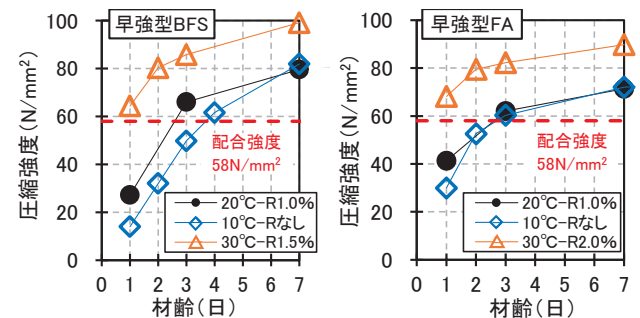 早強型BFS
圧縮強度(N/mm²)
100
80
60
40
20
0
配合強度
58N/mm²
20℃-R1.0%
10℃-Rなし
30℃-R1.5%
0 1 2 3 4 5 6 7
材齢(日)
早強型FA
圧縮強度(N/mm²)
100
80
60
40
20
0
配合強度
58N/mm²
20℃-R1.0%
10℃-Rなし
30℃-R2.0%
0 1 2 3 4 5 6 7
材齢(日)